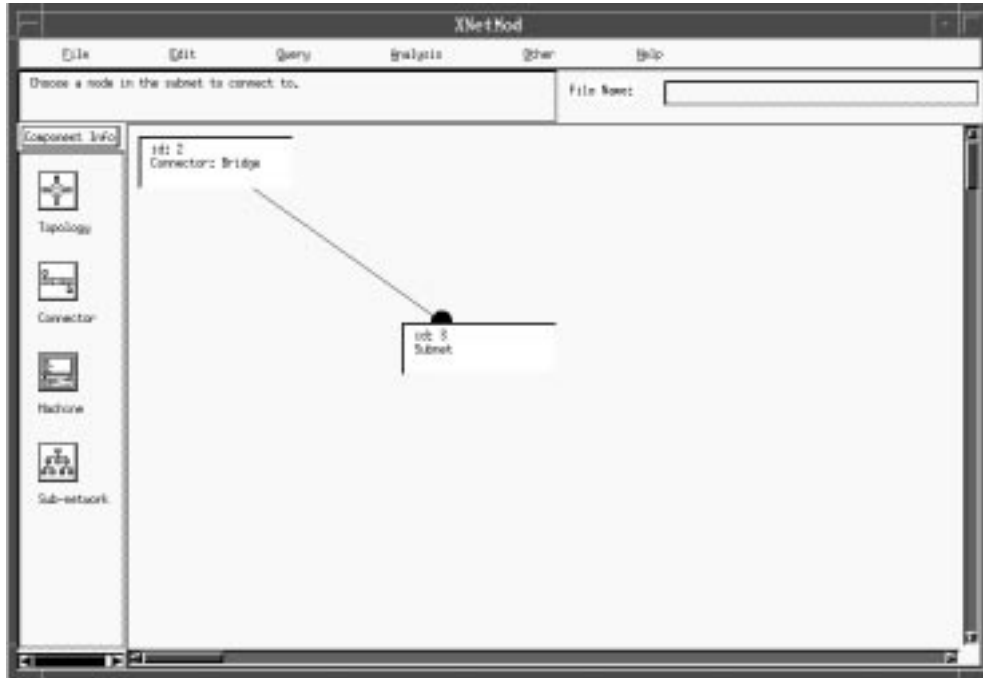 XNetMod
File Edit Query Analysis Other Help
Choose a node in the subnet to connect to.
File Name:
Component Info
id: 2
Connector: Bridge
Topology
Connector
id: 3
Subnet
Machine
Sub-network